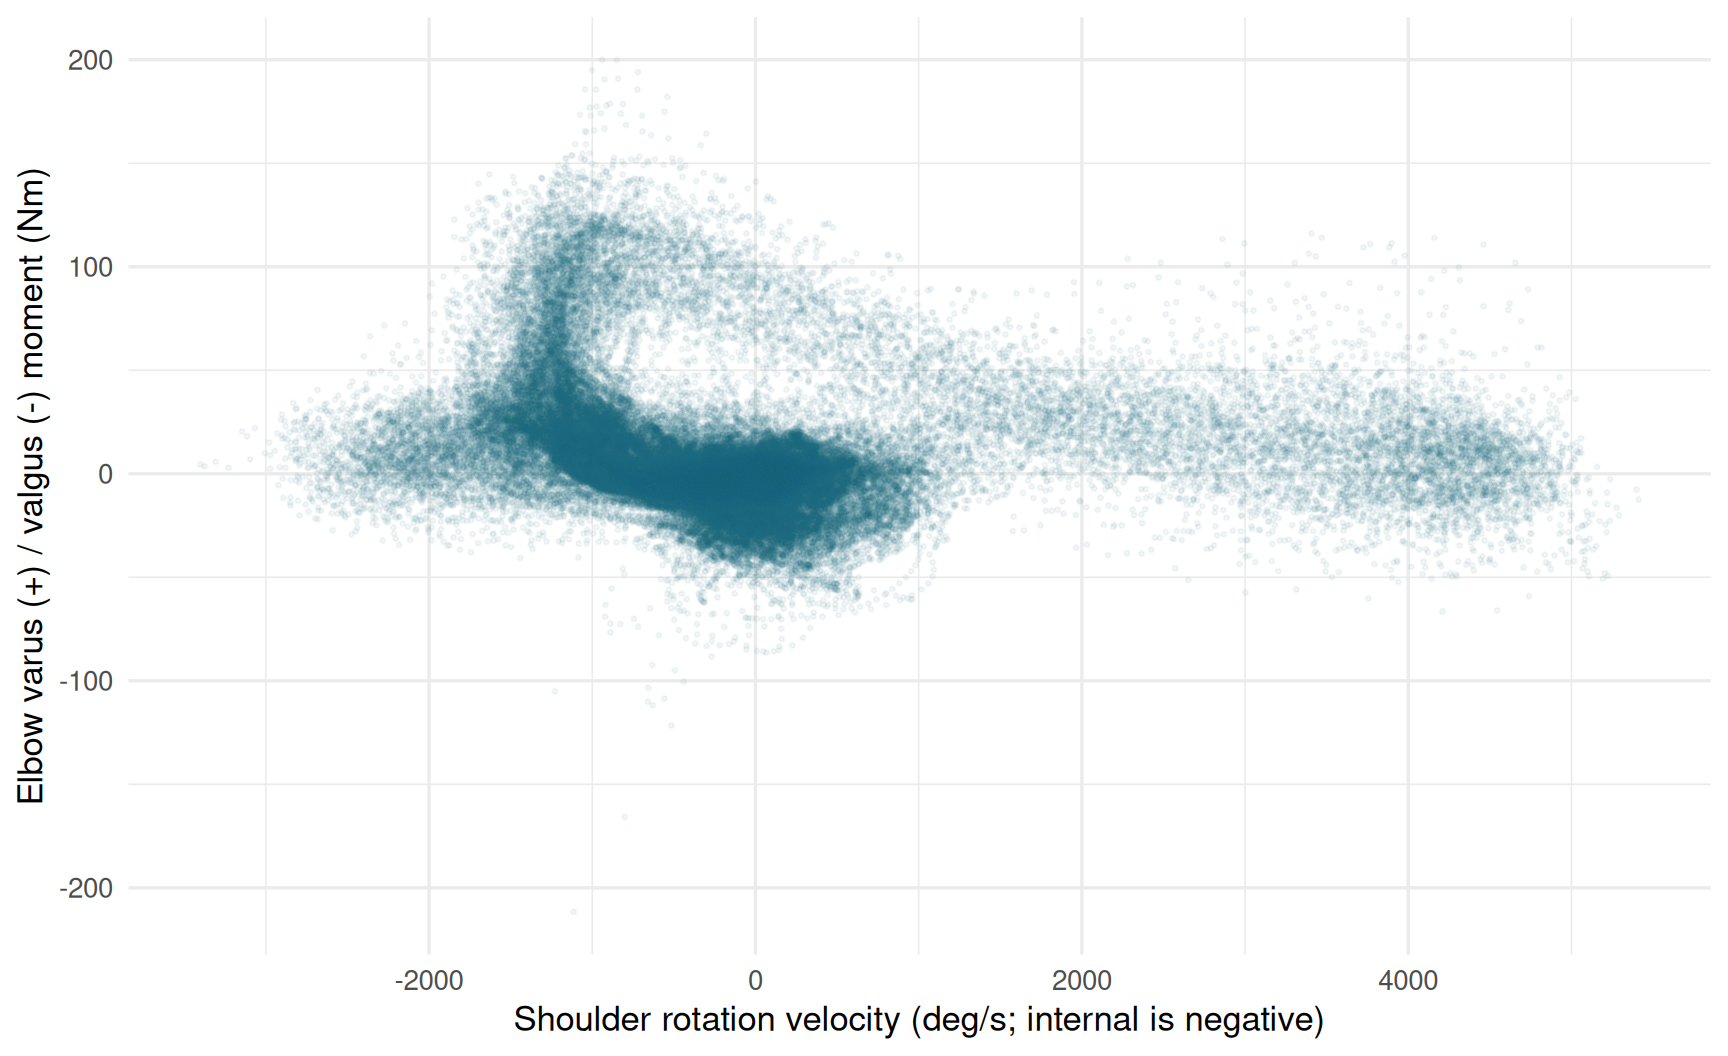 Elbow varus (+) / valgus (-) moment (Nm)
200
100
0
-100
-200
-2000 0 2000 4000
Shoulder rotation velocity (deg/s; internal is negative)